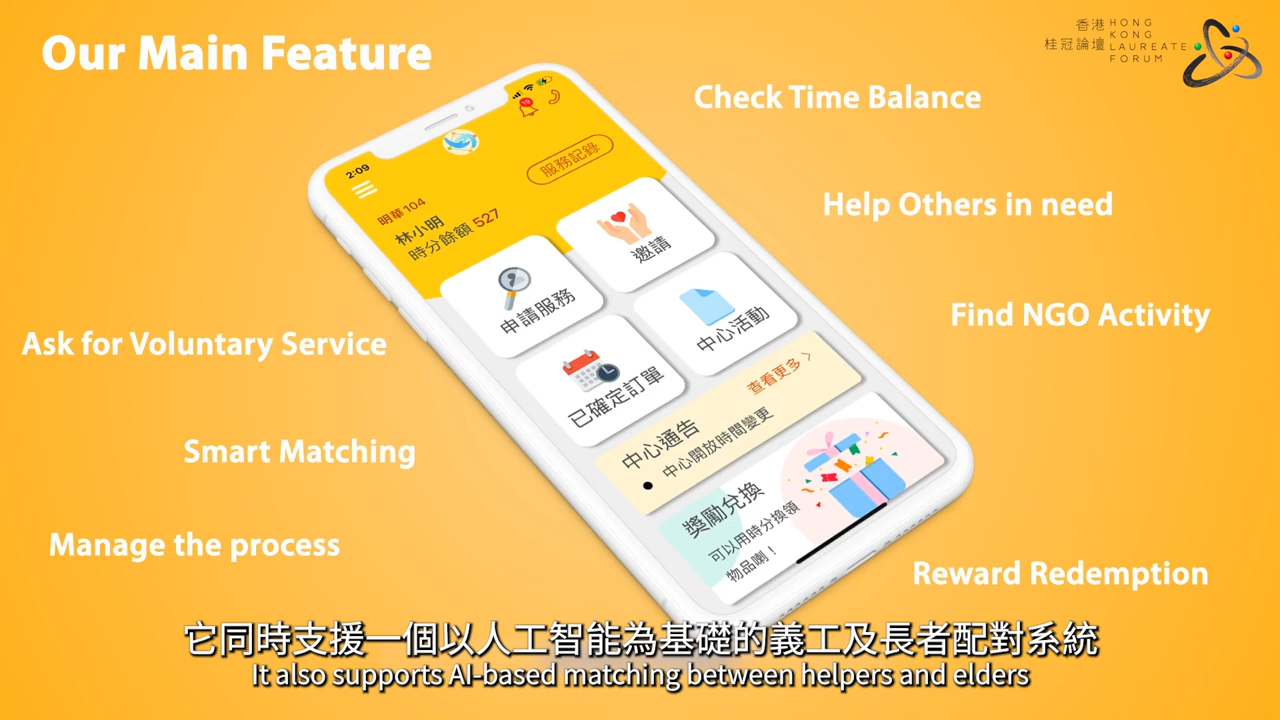 Our Main Feature
香港
桂冠論壇
HONG
KONG
LAUREATE
FORUM
Check Time Balance
Help Others in need
Find NGO Activity
Ask for Voluntary Service
Smart Matching
Manage the process
Reward Redemption
2:09
19
服務記錄
明華104
林小明
時分餘額 527
申請服務
邀請
已確定訂單
中心活動
中心通告
查看更多 >
• 中心開放時間變更
獎勵兌換
可以用時分換領
物品喇！
它同時支援一個以人工智能為基礎的義工及長者配對系統
It also supports AI-based matching between helpers and elders